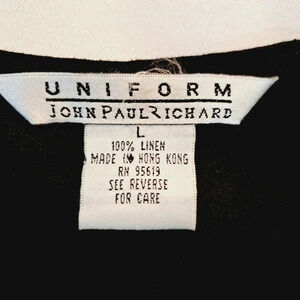 UNIFORM
JOHN PAUL RICHARD
L
100% LINEN
MADE IN HONG KONG
RN 95619
SEE REVERSE
FOR CARE